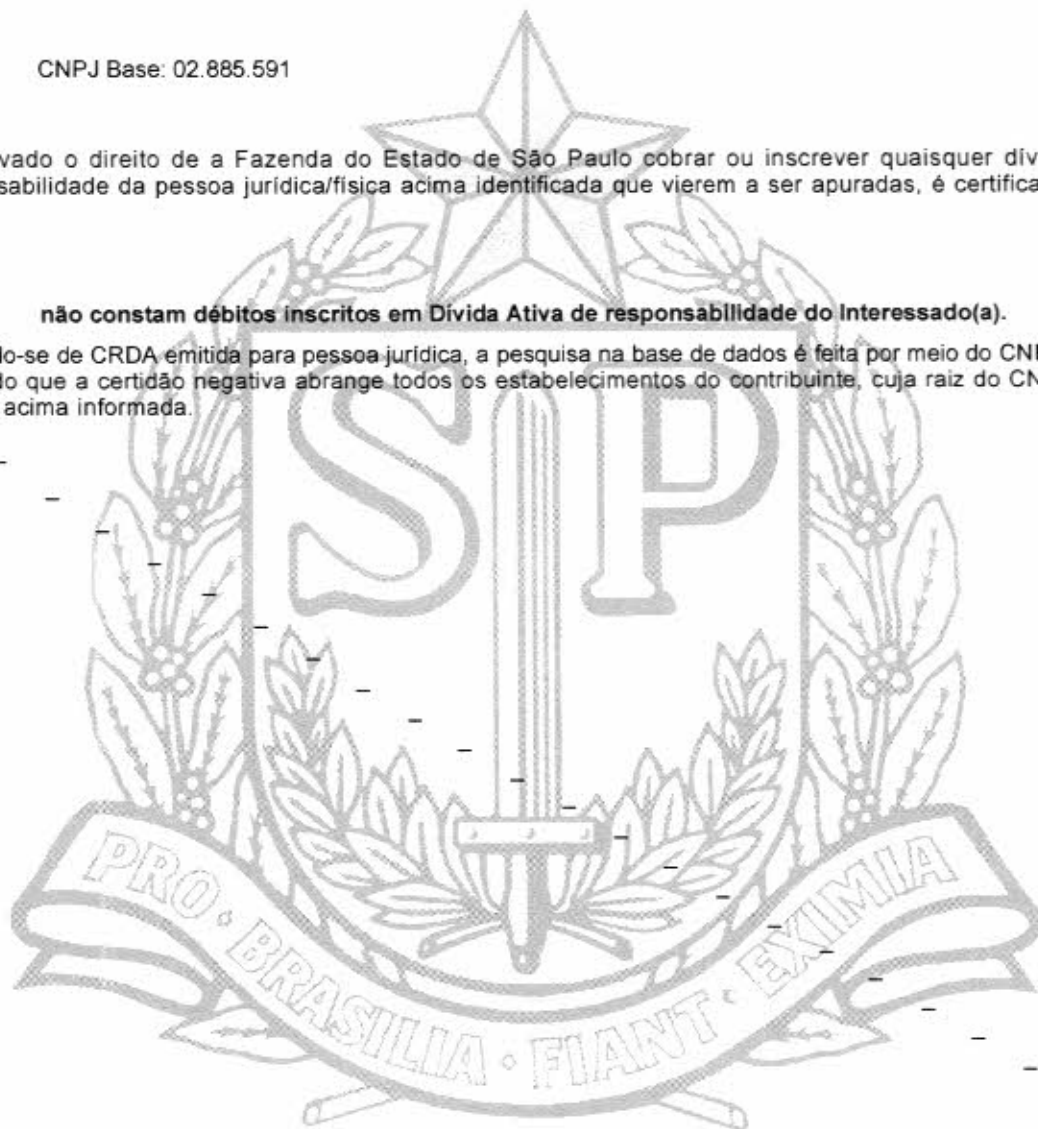 CNPJ Base: 02.885.591
vado o direito de a Fazenda do Estado de São Paulo cobrar ou inscrever quaisquer dív
sabilidade da pessoa jurídica/física acima identificada que vierem a ser apuradas, é certifica
não constam débitos inscritos em Dívida Ativa de responsabilidade do Interessado(a).
do-se de CRDA emitida para pessoa jurídica, a pesquisa na base de dados é feita por meio do CNP
do que a certidão negativa abrange todos os estabelecimentos do contribuinte, cuja raiz do CN
acima informada.
SP
PRO BRASILIA FIANT EXIMIA